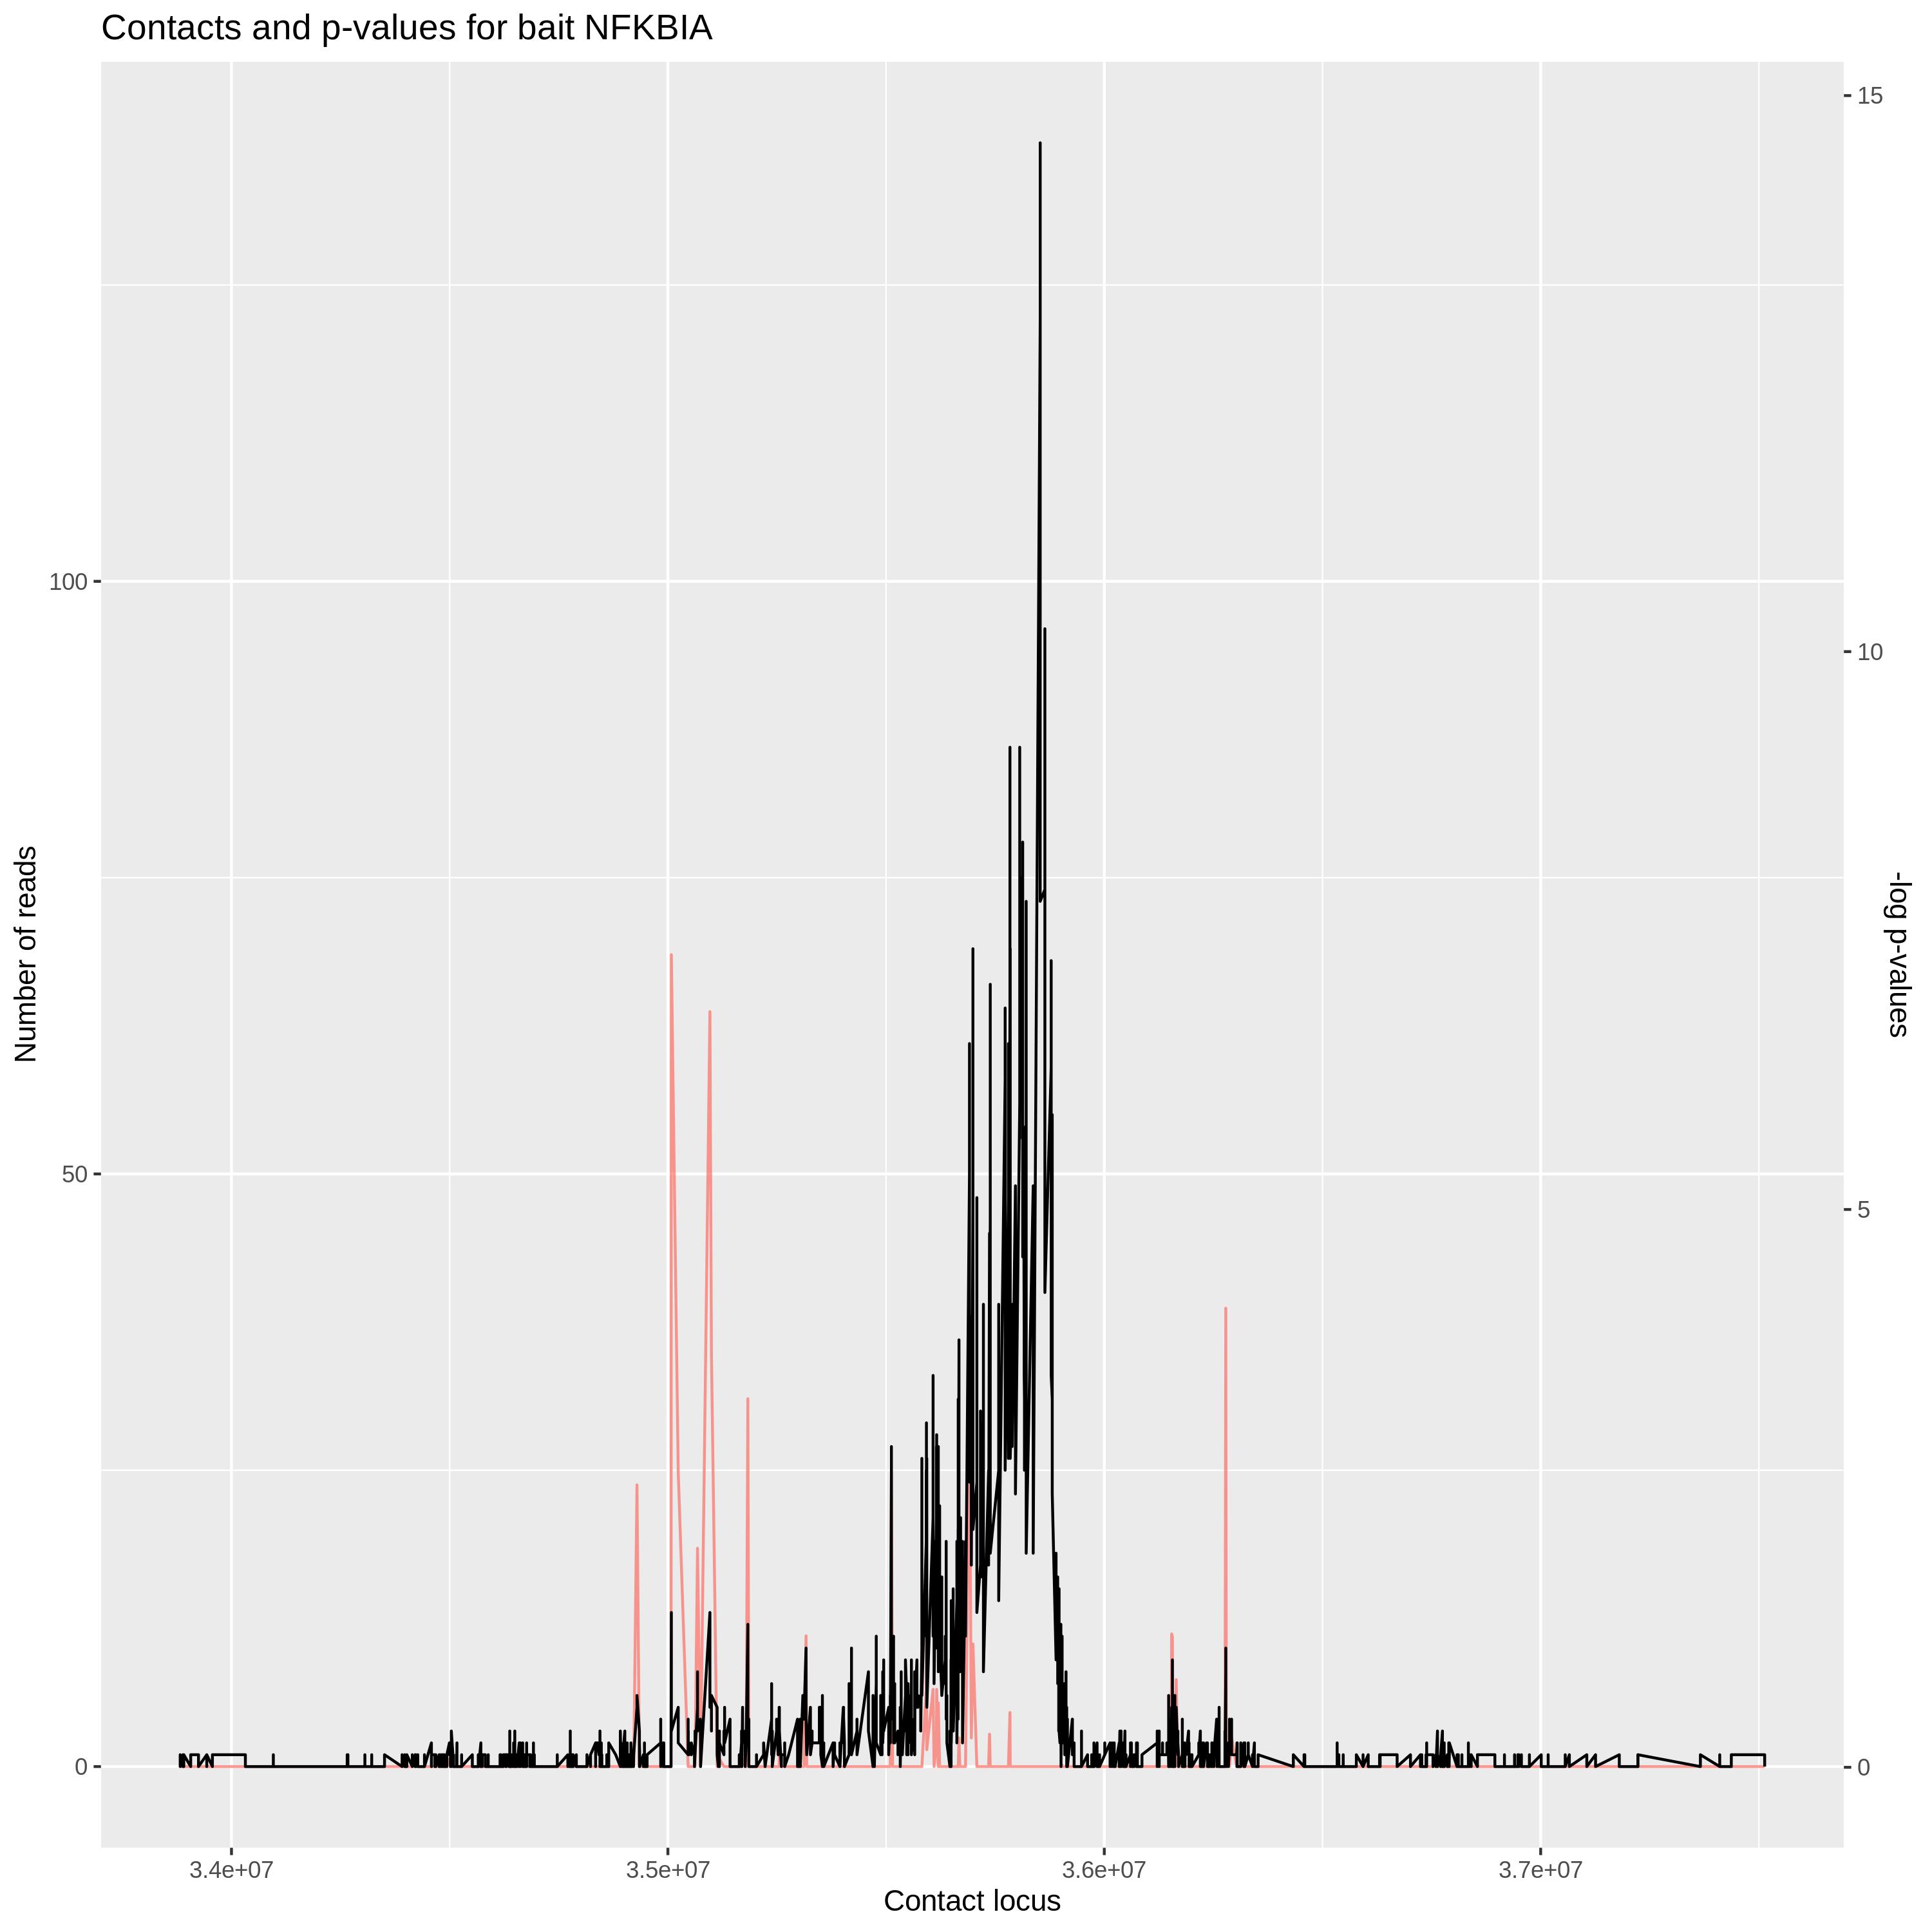 Contacts and p-values for bait NFKBIA
Number of reads
100
50
0
15
10
5
0
-log p-values
3.4e+07
3.5e+07
3.6e+07
3.7e+07
Contact locus